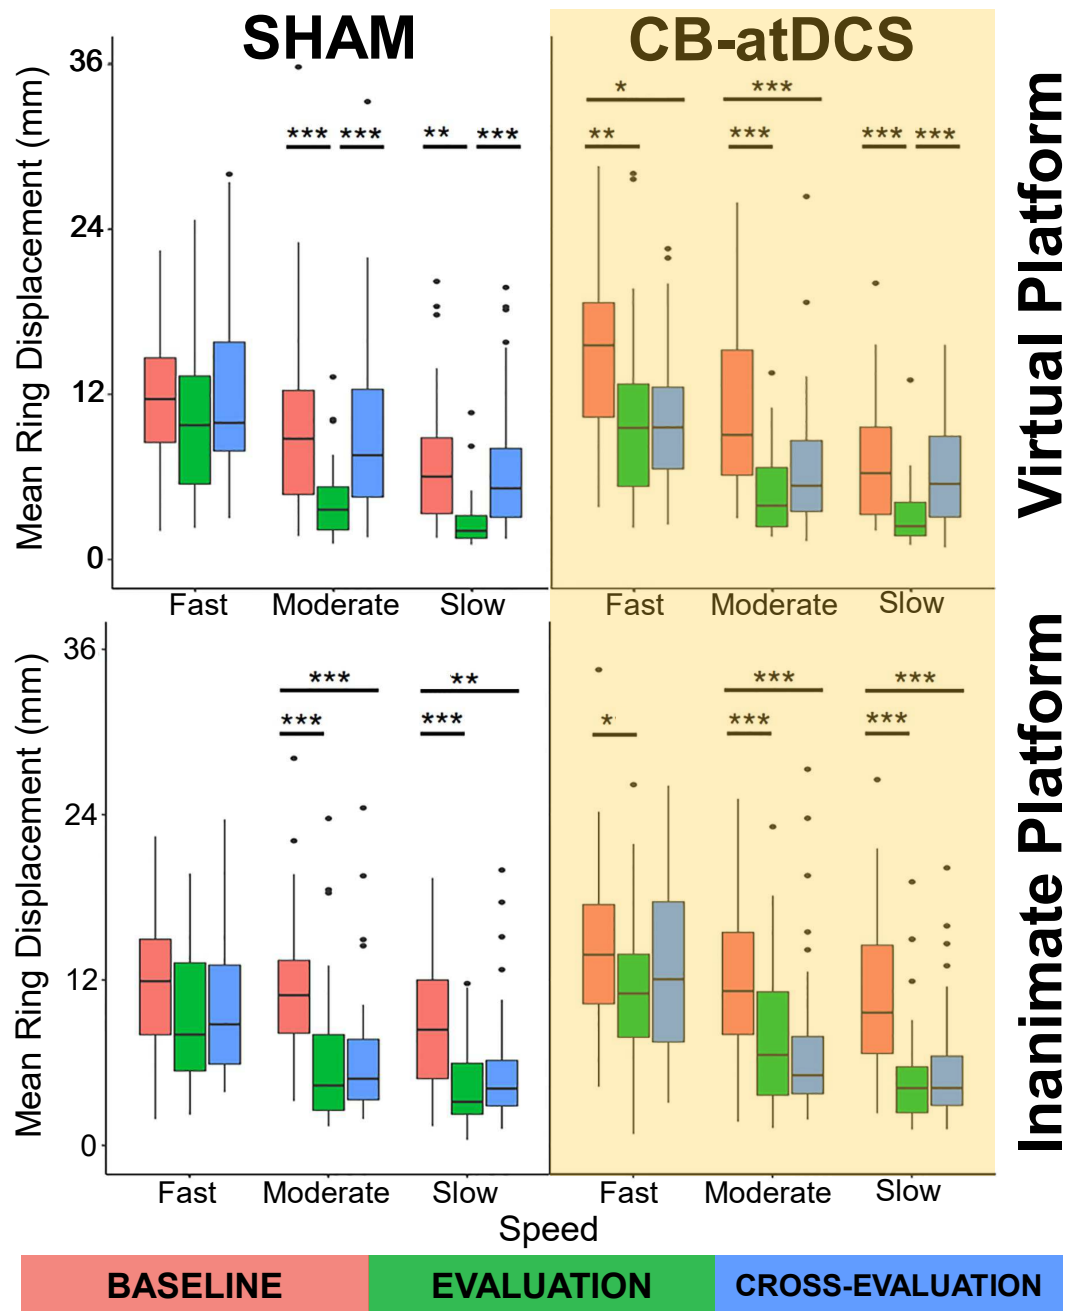 SHAM
CB-atDCS
Virtual Platform
Mean Ring Displacement (mm)
36
24
12
0
*** *** ** ***
* ***
** *** *** ***
Fast Moderate Slow
Fast Moderate Slow
Inanimate Platform
Mean Ring Displacement (mm)
36
24
12
0
*** **
*** ***
*** ***
* *** ***
Fast Moderate Slow
Fast Moderate Slow
Speed
BASELINE EVALUATION CROSS-EVALUATION